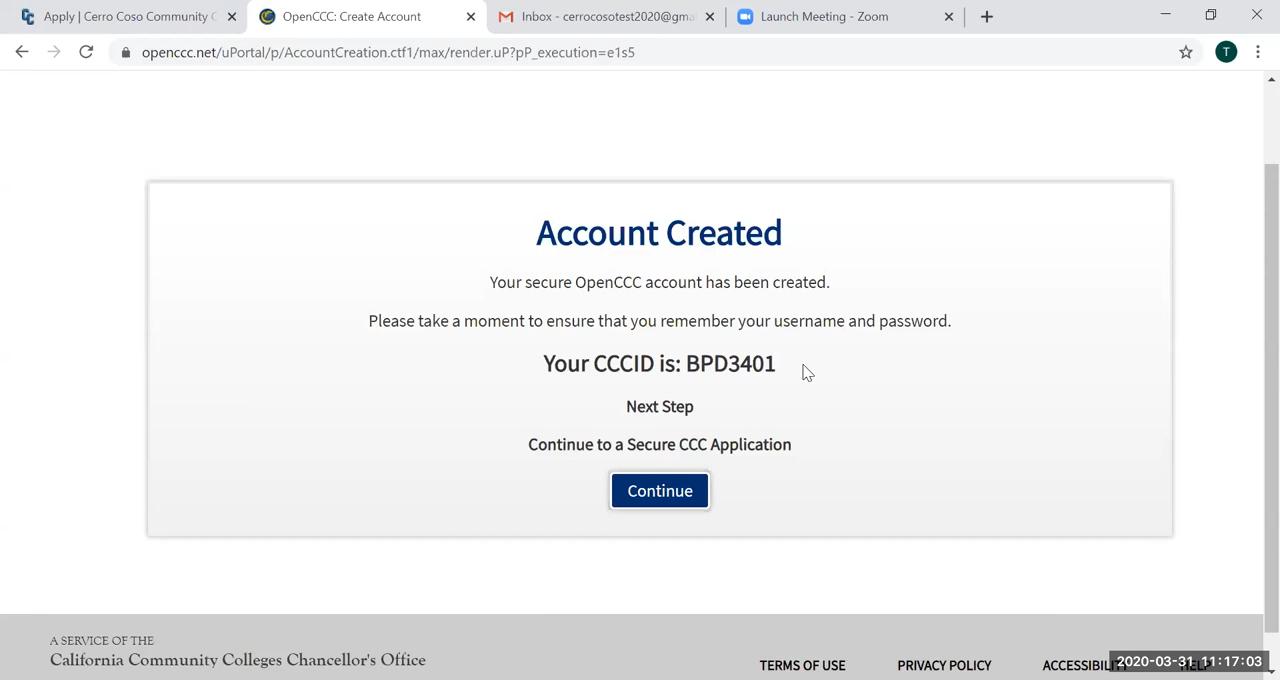 Apply | Cerro Coso Community C
OpenCCC: Create Account
Inbox - cerrocosotest2020@gma
Launch Meeting - Zoom
openccc.net/uPortal/p/AccountCreation.ctf1/max/render.uP?pP_execution=e1s5
T
Account Created
Your secure OpenCCC account has been created.
Please take a moment to ensure that you remember your username and password.
Your CCCID is: BPD3401
Next Step
Continue to a Secure CCC Application
Continue
A SERVICE OF THE
California Community Colleges Chancellor's Office
TERMS OF USE
PRIVACY POLICY
ACCESSIBILITY
HELP
2020-03-31 11:17:03